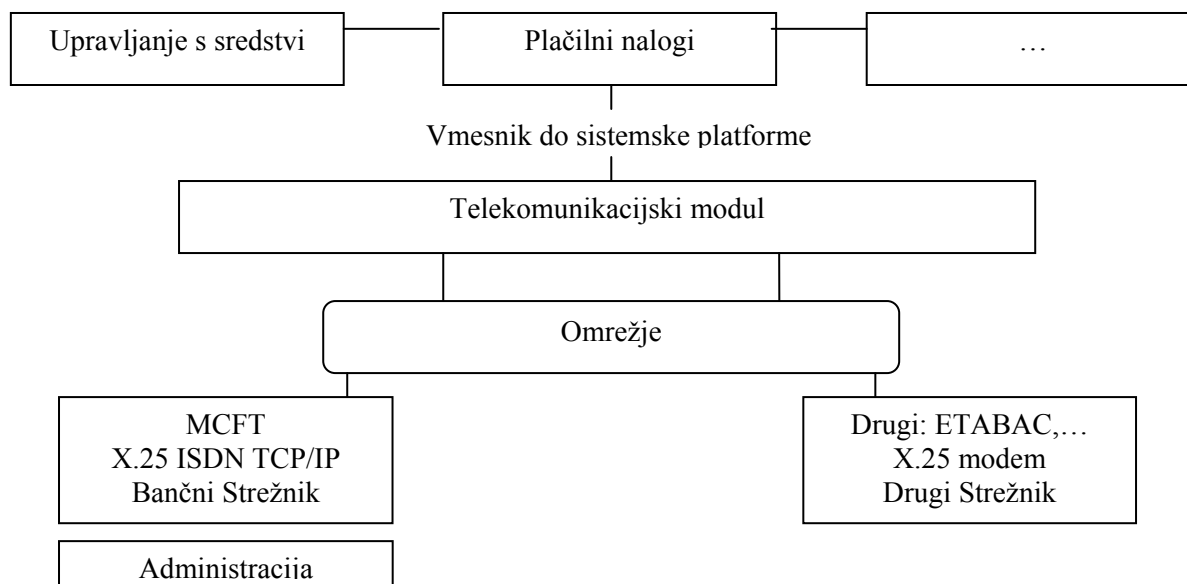 Upravljanje s sredstvi
Plačilni nalogi
…
Vmesnik do sistemske platforme
Telekomunikacijski modul
Omrežje
MCFT
X.25 ISDN TCP/IP
Bančni Strežnik
Drugi: ETABAC,…
X.25 modem
Drugi Strežnik
Administracija